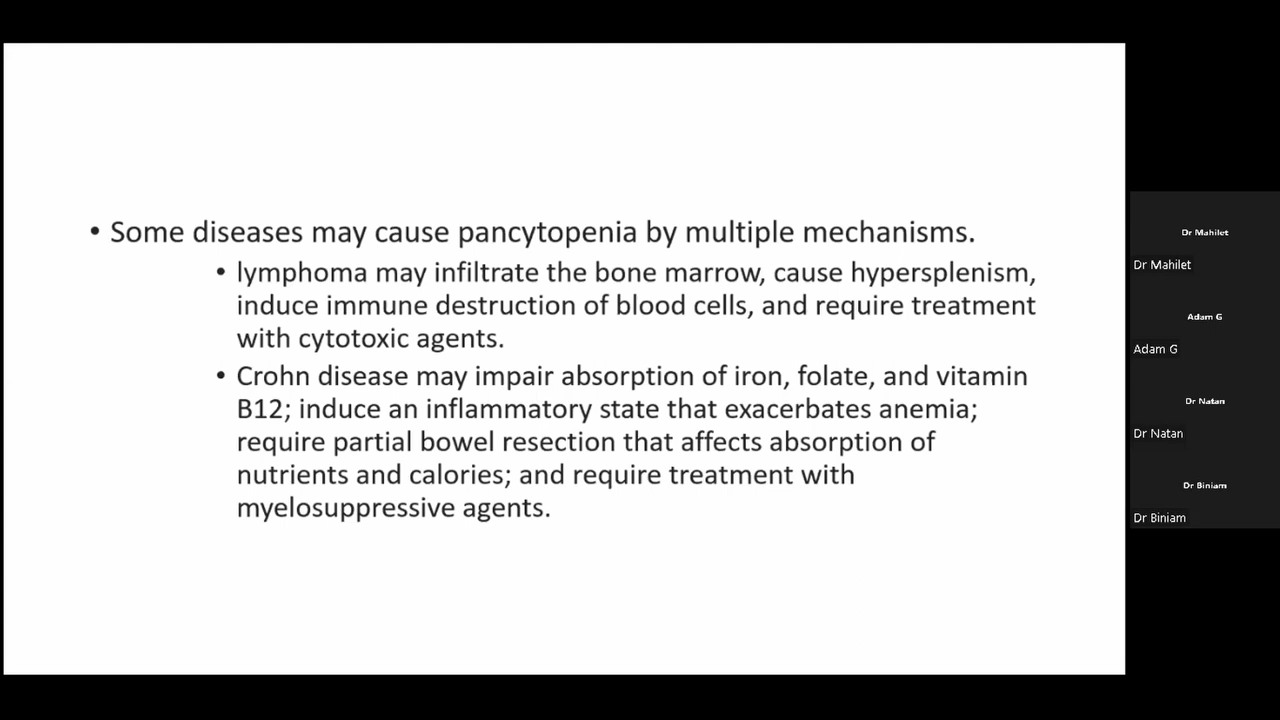 • Some diseases may cause pancytopenia by multiple mechanisms.
• lymphoma may infiltrate the bone marrow, cause hypersplenism,
induce immune destruction of blood cells, and require treatment
with cytotoxic agents.
• Crohn disease may impair absorption of iron, folate, and vitamin
B12; induce an inflammatory state that exacerbates anemia;
require partial bowel resection that affects absorption of
nutrients and calories; and require treatment with
myelosuppressive agents.
Dr Mahilet
Dr Mahilet
Adam G
Adam G
Dr Natan
Dr Natan
Dr Biniam
Dr Biniam